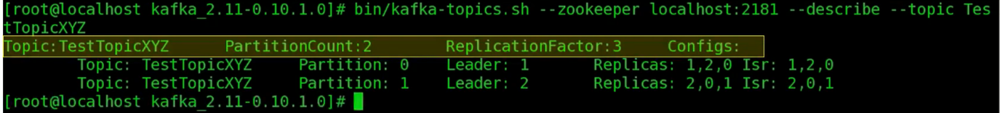 [root@localhost kafka_2.11-0.10.1.0]# bin/kafka-topics.sh --zookeeper localhost:2181 --describe --topic Tes
tTopicXYZ
Topic:TestTopicXYZ PartitionCount:2 ReplicationFactor:3 Configs:
Topic: TestTopicXYZ Partition: 0 Leader: 1 Replicas: 1,2,0 Isr: 1,2,0
Topic: TestTopicXYZ Partition: 1 Leader: 2 Replicas: 2,0,1 Isr: 2,0,1
[root@localhost kafka_2.11-0.10.1.0]#